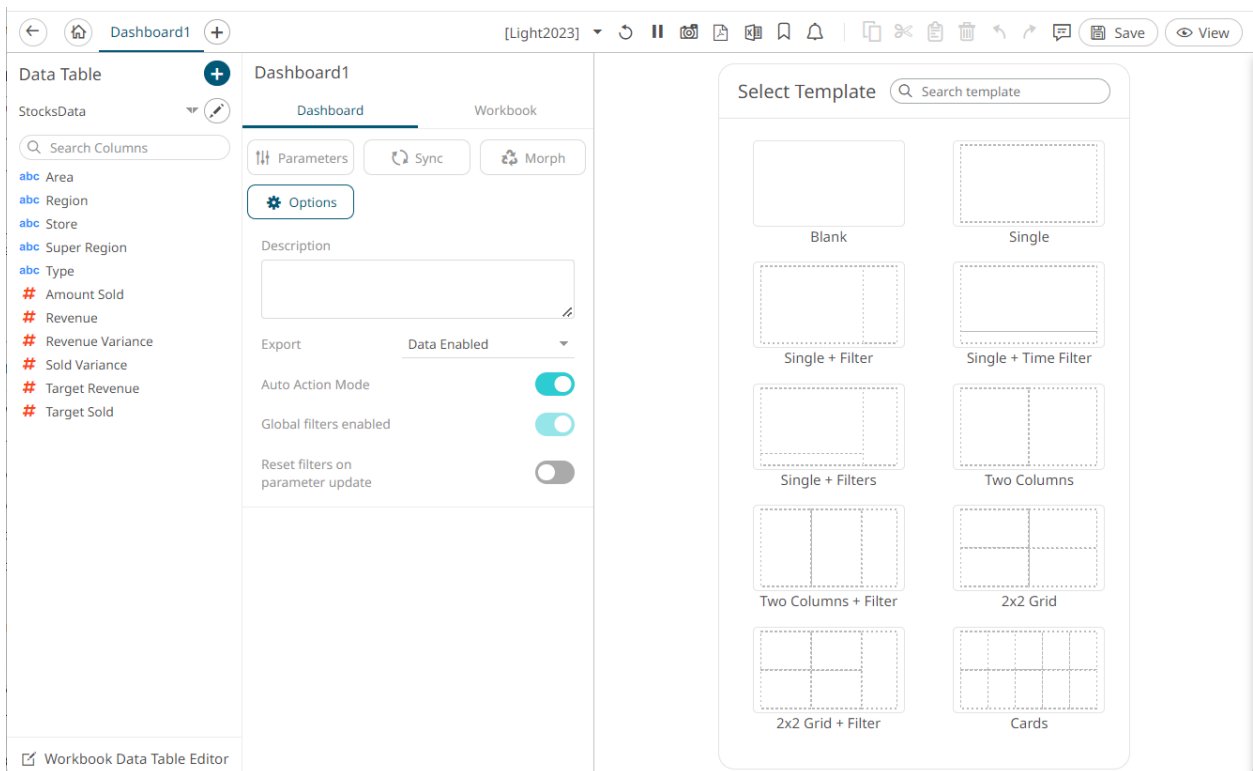 Dashboard1
[Light2023]
Save
View
Data Table
StocksData
Search Columns
abc Area
abc Region
abc Store
abc Super Region
abc Type
# Amount Sold
# Revenue
# Revenue Variance
# Sold Variance
# Target Revenue
# Target Sold
Workbook Data Table Editor
Dashboard1
Dashboard
Workbook
Parameters
Sync
Morph
Options
Description
Export
Data Enabled
Auto Action Mode
Global filters enabled
Reset filters on
parameter update
Select Template
Search template
Blank
Single
Single + Filter
Single + Time Filter
Single + Filters
Two Columns
Two Columns + Filter
2x2 Grid
2x2 Grid + Filter
Cards